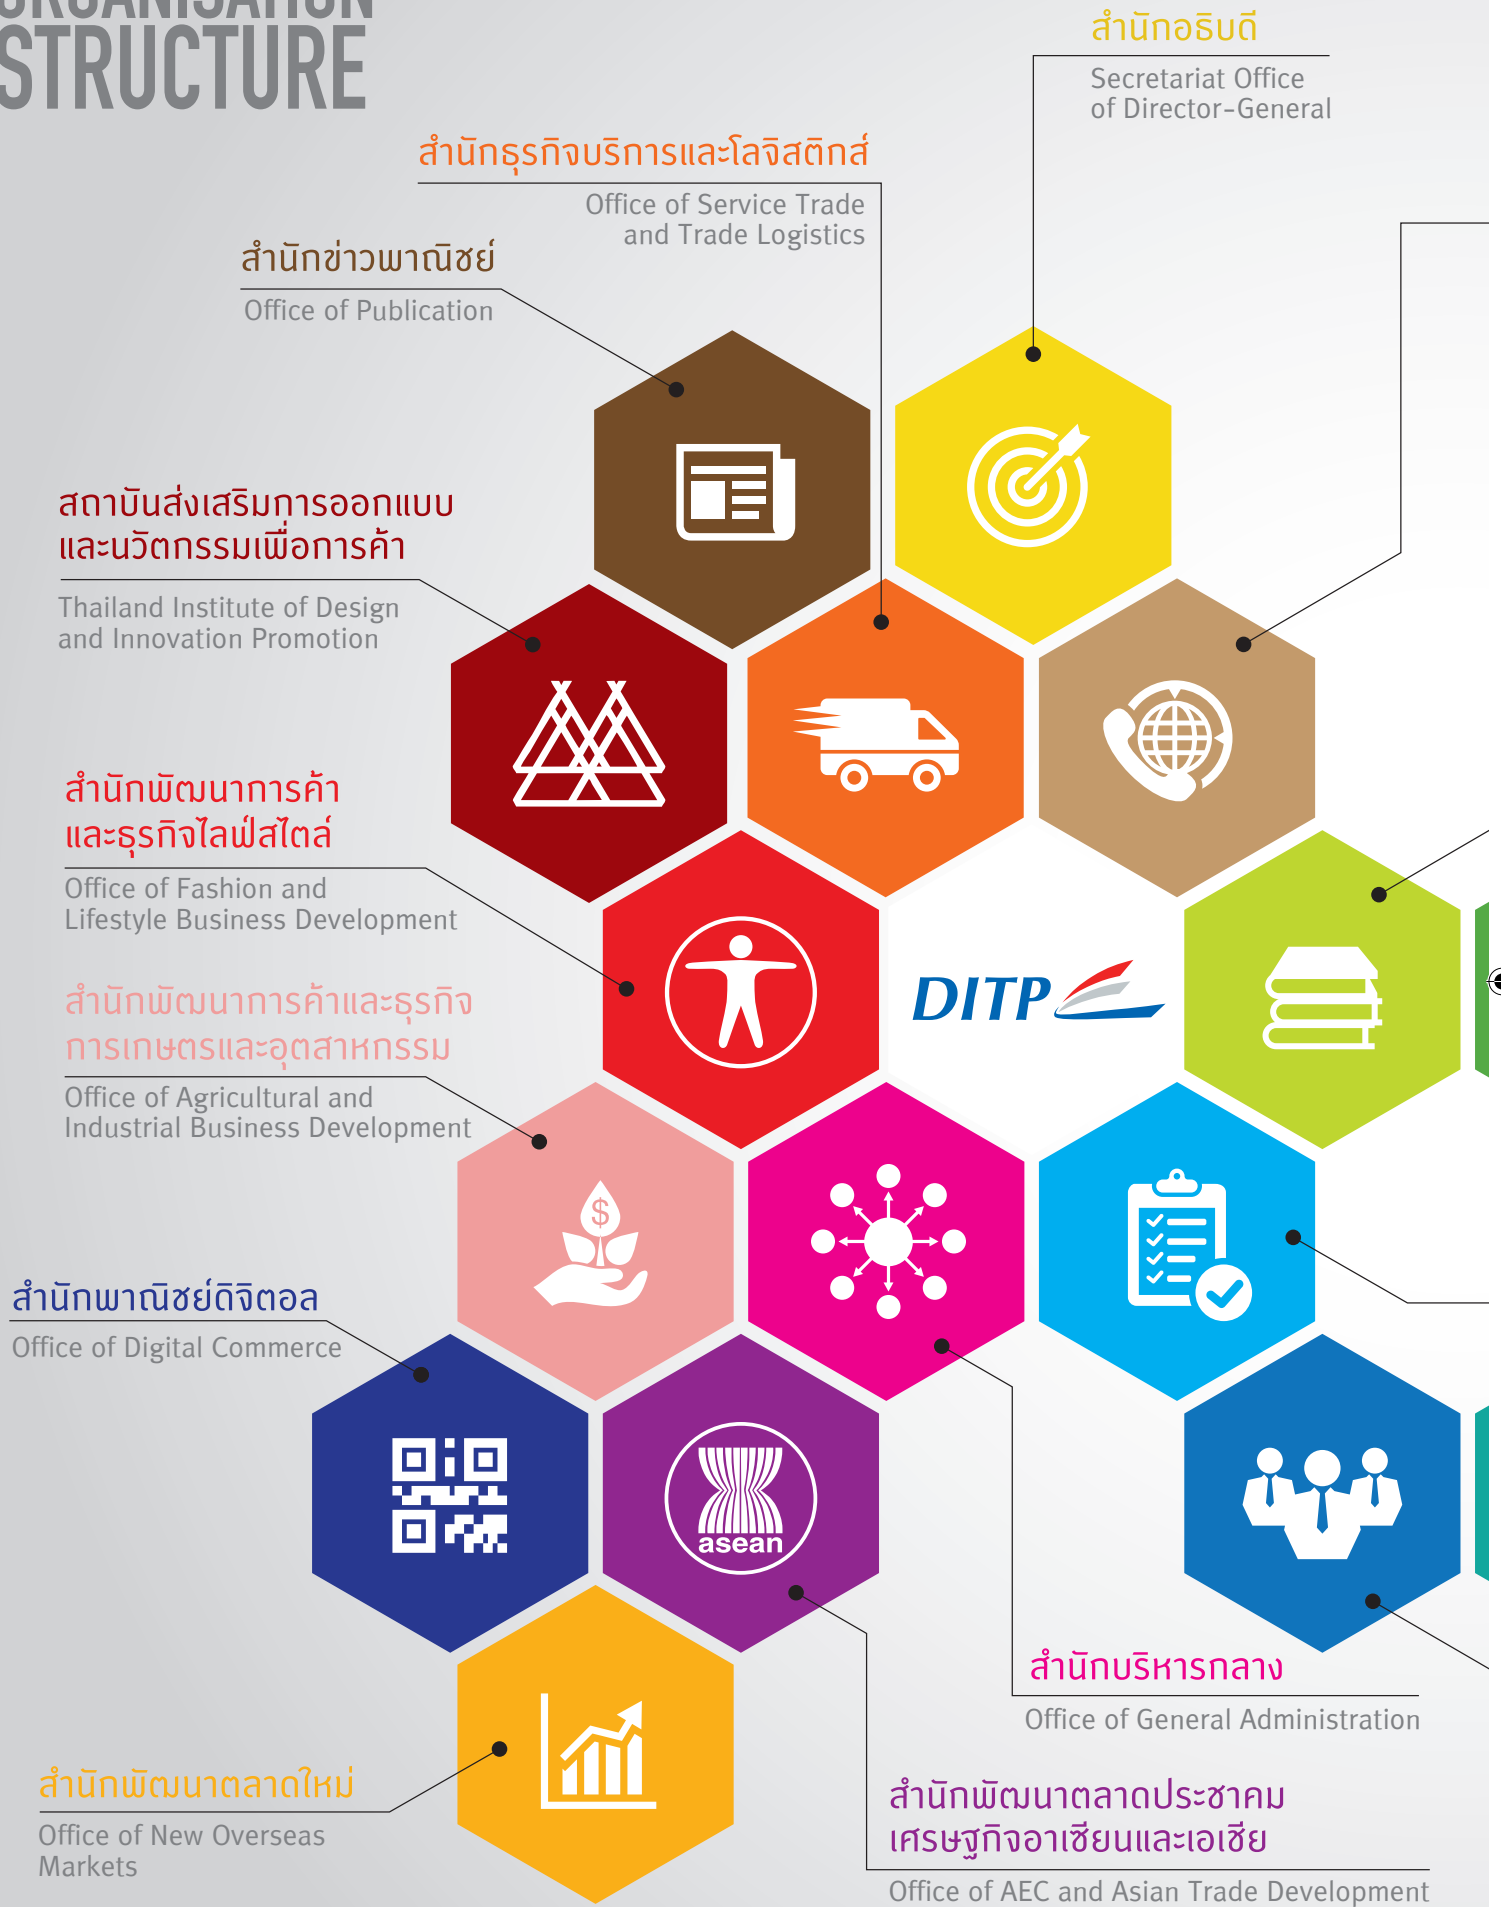 ORGANISATION
STRUCTURE
สำนักอธิบดี
Secretariat Office
of Director-General
สำนักธุรกิจบริการและโลจิสติกส์
Office of Service Trade
and Trade Logistics
สำนักข่าวพาณิชย์
Office of Publication
สถาบันส่งเสริมการออกแบบ
และนวัตกรรมเพื่อการค้า
Thailand Institute of Design
and Innovation Promotion
สำนักพัฒนาการค้า
และธุรกิจไลฟ์สไตล์
Office of Fashion and
Lifestyle Business Development
DITP
สำนักพัฒนาการค้าและธุรกิจ
การเกษตรและอุตสาหกรรม
Office of Agricultural and
Industrial Business Development
$
สำนักพาณิชย์ดิจิตอล
Office of Digital Commerce
asean
สำนักบริหารกลาง
Office of General Administration
สำนักพัฒนาตลาดใหม่
Office of New Overseas
Markets
สำนักพัฒนาตลาดประชาคม
เศรษฐกิจอาเซียนและเอเชีย
Office of AEC and Asian Trade Development